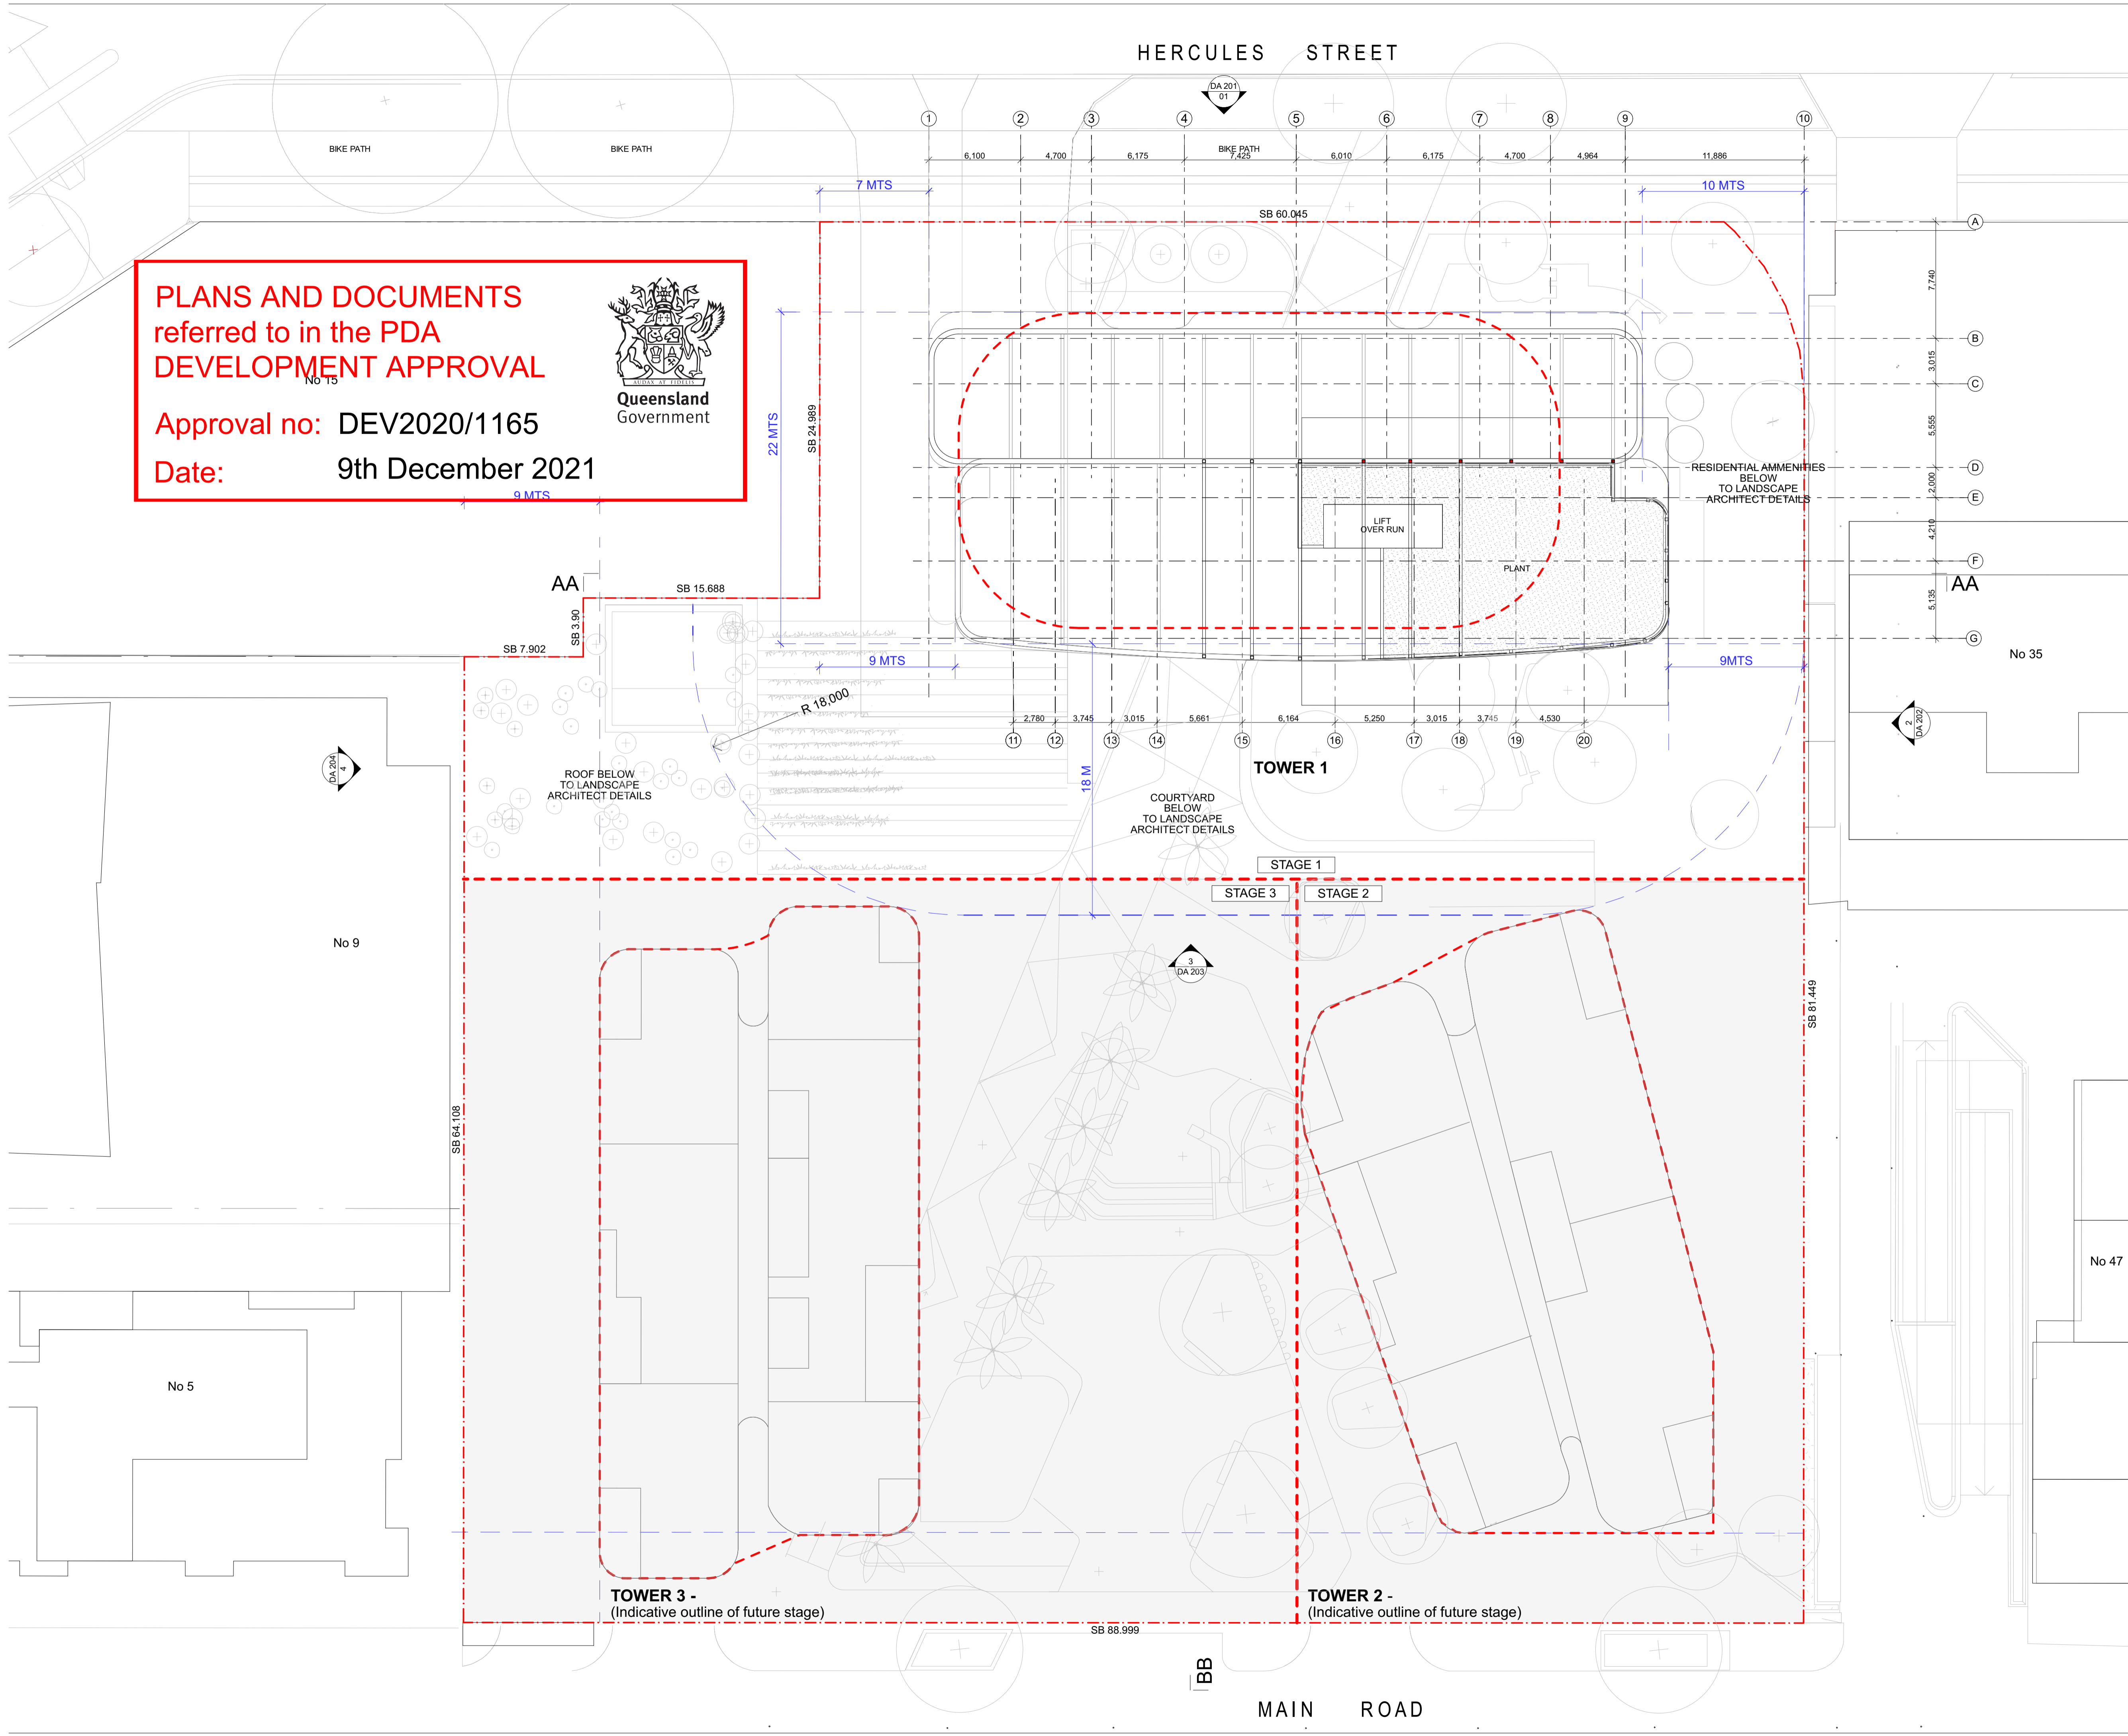 HERCULES STREET
DA 201
01
1 2 3 4 5 6 7 8 9 10
BIKE PATH
BIKE PATH
BIKE PATH
6,100 4,700 6,175 7,425 6,010 6,175 4,700 4,964 11,886
7 MTS
10 MTS
SB 60.045
A
7,740
B
3,015
C
5,555
D
2,000
E
4,210
F
5,135
G
PLANS AND DOCUMENTS
referred to in the PDA
DEVELOPMENT APPROVAL
No 15
Approval no: DEV2020/1165
Date: 9th December 2021
AUDAX AT FIDELIS
Queensland
Government
9 MTS
22 MTS
SB 24.989
RESIDENTIAL AMMENITIES
BELOW
TO LANDSCAPE
ARCHITECT DETAILS
LIFT
OVER RUN
PLANT
AA
AA
SB 15.688
SB 3.90
SB 7.902
9 MTS
9MTS
No 35
R 18,000
2,780 3,745 3,015 5,661 6,164 5,250 3,015 3,745 4,530
11 12 13 14 15 16 17 18 19 20
2
DA 202
4
DA 204
TOWER 1
18 M
ROOF BELOW
TO LANDSCAPE
ARCHITECT DETAILS
COURTYARD
BELOW
TO LANDSCAPE
ARCHITECT DETAILS
STAGE 1
STAGE 3
STAGE 2
No 9
3
DA 203
SB 81.449
SB 64.108
No 47
No 5
TOWER 3 -
(Indicative outline of future stage)
TOWER 2 -
(Indicative outline of future stage)
SB 88.999
BB
MAIN ROAD